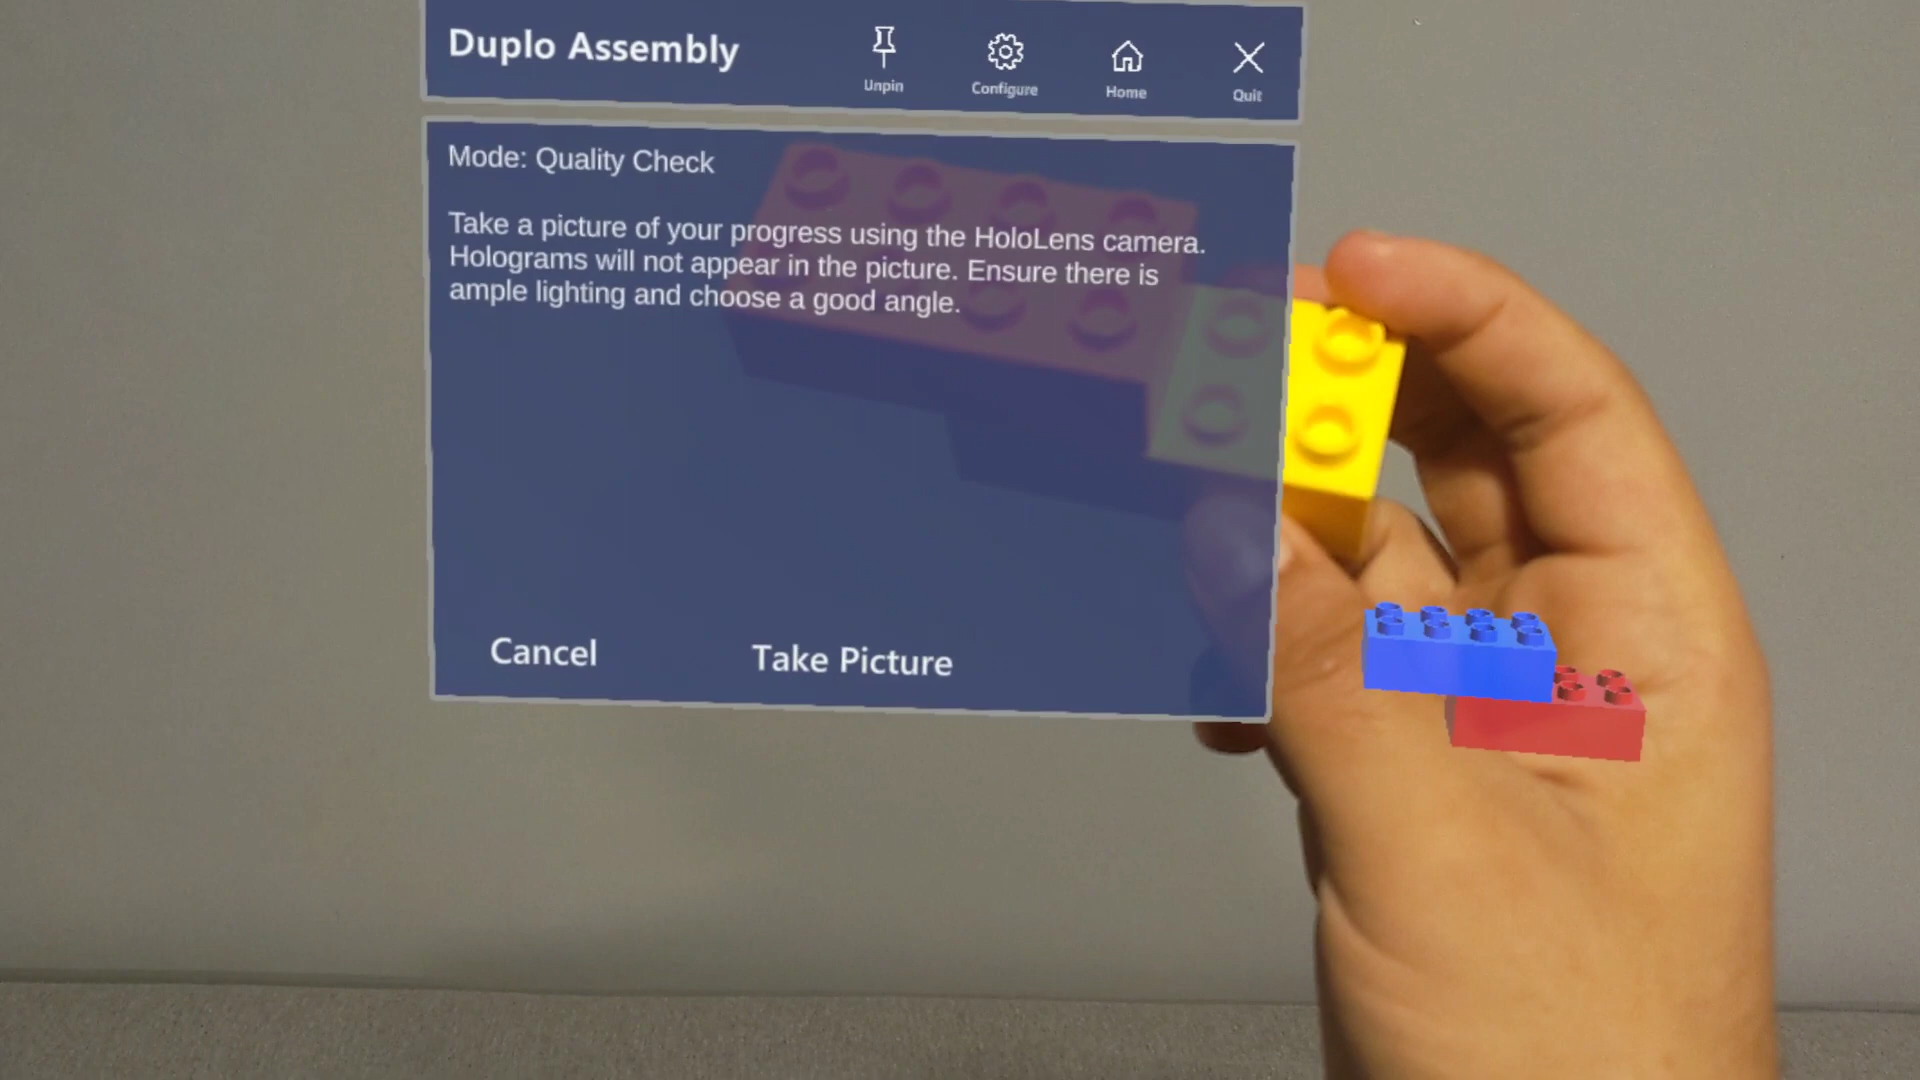 Duplo Assembly
Unpin
Configure
Home
Quit
Mode: Quality Check
Take a picture of your progress using the HoloLens camera.
Holograms will not appear in the picture. Ensure there is
ample lighting and choose a good angle.
Cancel
Take Picture